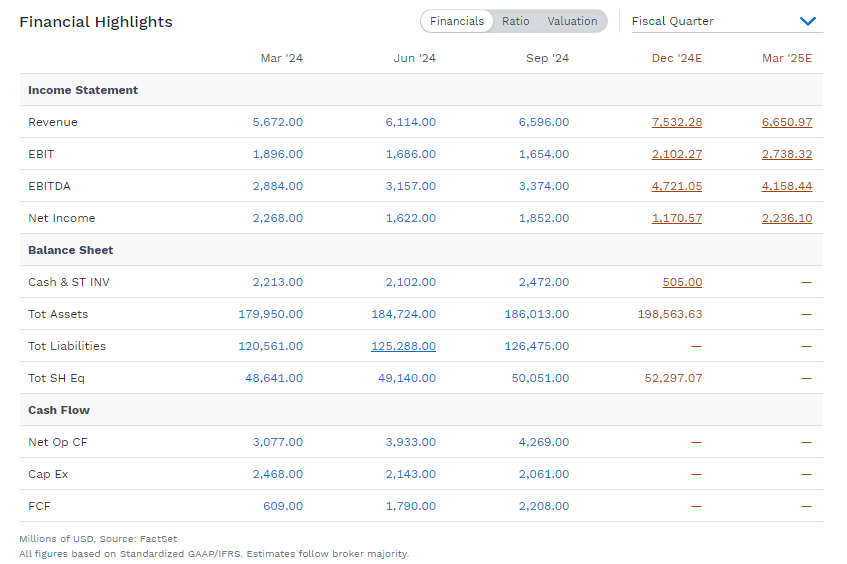 Financial Highlights Financials Ratio Valuation Fiscal Quarter
Mar '24 Jun '24 Sep '24 Dec '24E Mar '25E
Income Statement
Revenue 5,672.00 6,114.00 6,596.00 7,532.28 6,650.97
EBIT 1,896.00 1,686.00 1,654.00 2,102.27 2,738.32
EBITDA 2,884.00 3,157.00 3,374.00 4,721.05 4,158.44
Net Income 2,268.00 1,622.00 1,852.00 1,170.57 2,236.10
Balance Sheet
Cash & ST INV 2,213.00 2,102.00 2,472.00 505.00 —
Tot Assets 179,950.00 184,724.00 186,013.00 198,563.63 —
Tot Liabilities 120,561.00 125,288.00 126,475.00 — —
Tot SH Eq 48,641.00 49,140.00 50,051.00 52,297.07 —
Cash Flow
Net Op CF 3,077.00 3,933.00 4,269.00 — —
Cap Ex 2,468.00 2,143.00 2,061.00 — —
FCF 609.00 1,790.00 2,208.00 — —
Millions of USD, Source: FactSet
All figures based on Standardized GAAP/IFRS. Estimates follow broker majority.